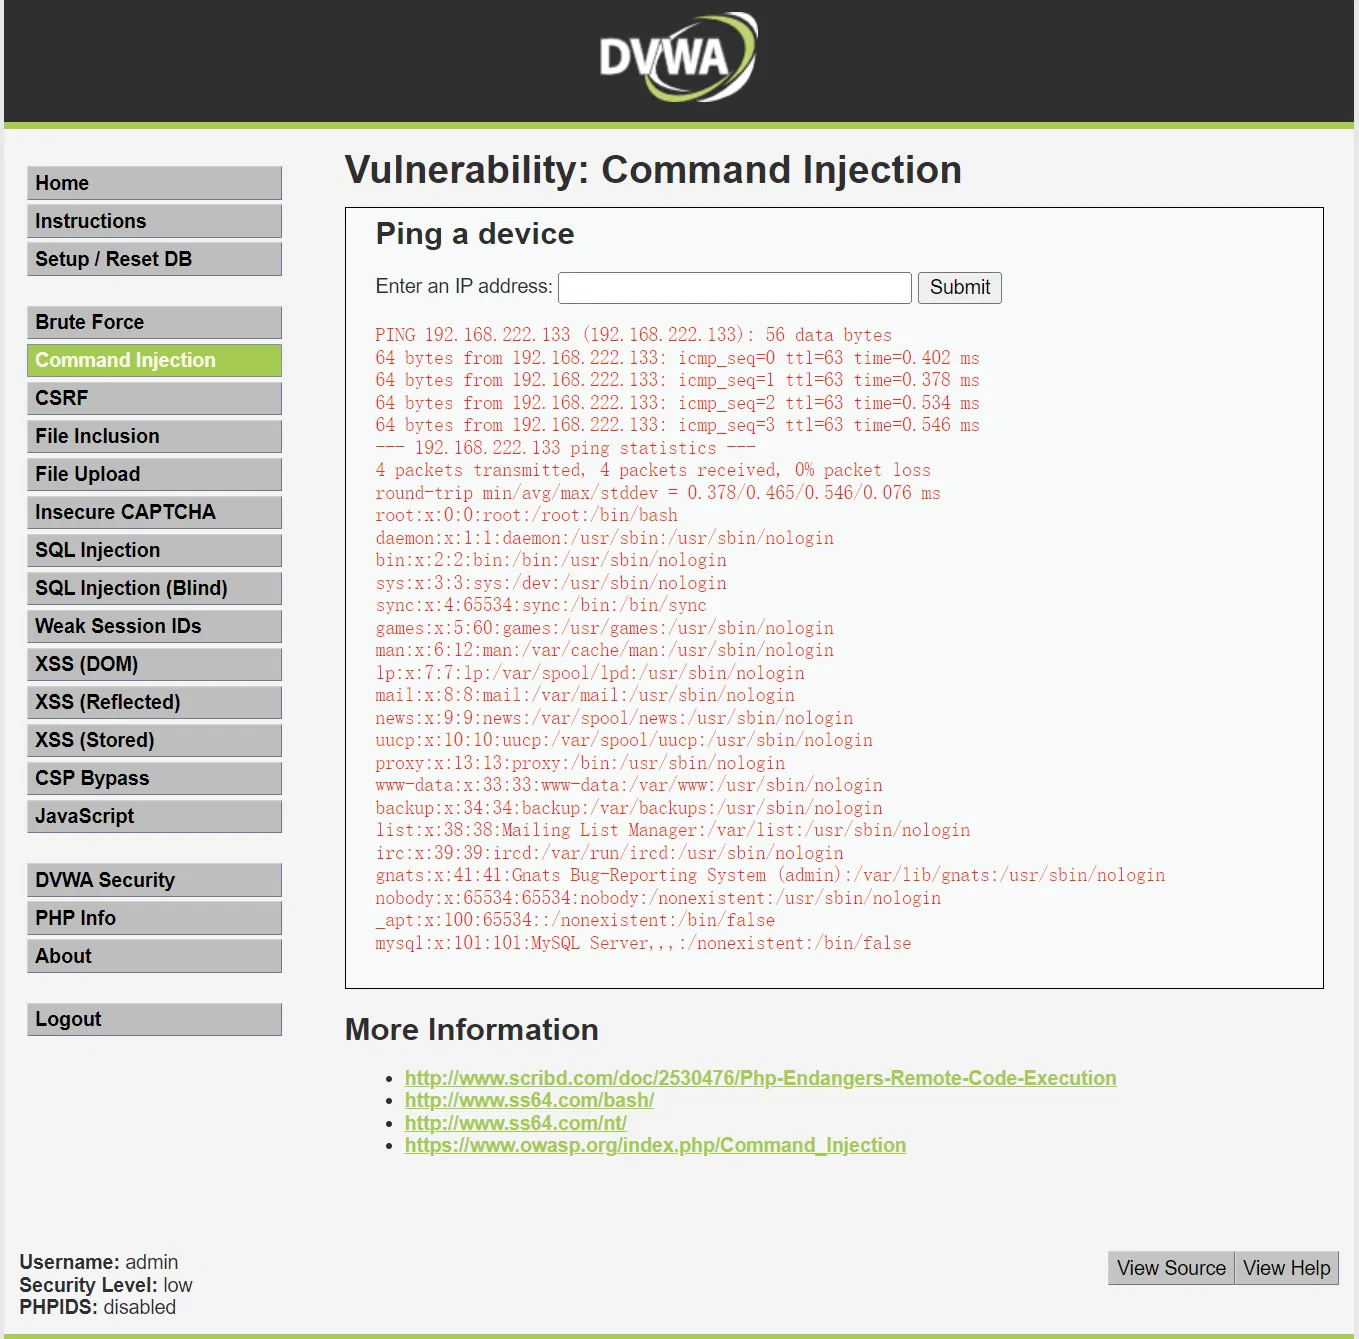 DVWA
Home
Instructions
Setup / Reset DB
Brute Force
Command Injection
CSRF
File Inclusion
File Upload
Insecure CAPTCHA
SQL Injection
SQL Injection (Blind)
Weak Session IDs
XSS (DOM)
XSS (Reflected)
XSS (Stored)
CSP Bypass
JavaScript
DVWA Security
PHP Info
About
Logout
Vulnerability: Command Injection
Ping a device
Enter an IP address: Submit
PING 192.168.222.133 (192.168.222.133): 56 data bytes
64 bytes from 192.168.222.133: icmp_seq=0 ttl=63 time=0.402 ms
64 bytes from 192.168.222.133: icmp_seq=1 ttl=63 time=0.378 ms
64 bytes from 192.168.222.133: icmp_seq=2 ttl=63 time=0.534 ms
64 bytes from 192.168.222.133: icmp_seq=3 ttl=63 time=0.546 ms
--- 192.168.222.133 ping statistics ---
4 packets transmitted, 4 packets received, 0% packet loss
round-trip min/avg/max/stddev = 0.378/0.465/0.546/0.076 ms
root:x:0:0:root:/root:/bin/bash
daemon:x:1:1:daemon:/usr/sbin:/usr/sbin/nologin
bin:x:2:2:bin:/bin:/usr/sbin/nologin
sys:x:3:3:sys:/dev:/usr/sbin/nologin
sync:x:4:65534:sync:/bin:/bin/sync
games:x:5:60:games:/usr/games:/usr/sbin/nologin
man:x:6:12:man:/var/cache/man:/usr/sbin/nologin
lp:x:7:7:lp:/var/spool/lpd:/usr/sbin/nologin
mail:x:8:8:mail:/var/mail:/usr/sbin/nologin
news:x:9:9:news:/var/spool/news:/usr/sbin/nologin
uucp:x:10:10:uucp:/var/spool/uucp:/usr/sbin/nologin
proxy:x:13:13:proxy:/bin:/usr/sbin/nologin
www-data:x:33:33:www-data:/var/www:/usr/sbin/nologin
backup:x:34:34:backup:/var/backups:/usr/sbin/nologin
list:x:38:38:Mailing List Manager:/var/list:/usr/sbin/nologin
irc:x:39:39:ircd:/var/run/ircd:/usr/sbin/nologin
gnats:x:41:41:Gnats Bug-Reporting System (admin):/var/lib/gnats:/usr/sbin/nologin
nobody:x:65534:65534:nobody:/nonexistent:/usr/sbin/nologin
_apt:x:100:65534::/nonexistent:/bin/false
mysql:x:101:101:MySQL Server,,,:/nonexistent:/bin/false
More Information
http://www.scribd.com/doc/2530476/Php-Endangers-Remote-Code-Execution
http://www.ss64.com/bash/
http://www.ss64.com/nt/
https://www.owasp.org/index.php/Command_Injection
Username: admin
Security Level: low
PHPIDS: disabled
View Source View Help